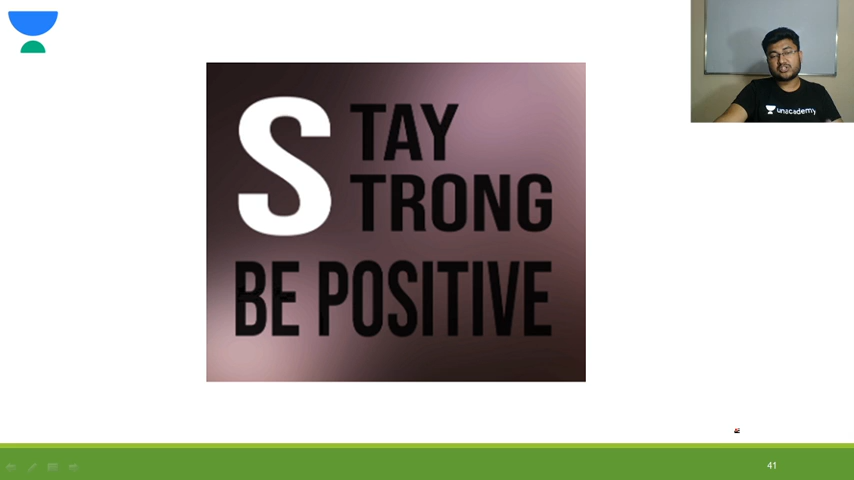 STAY
STRONG
BE POSITIVE
unacademy
41